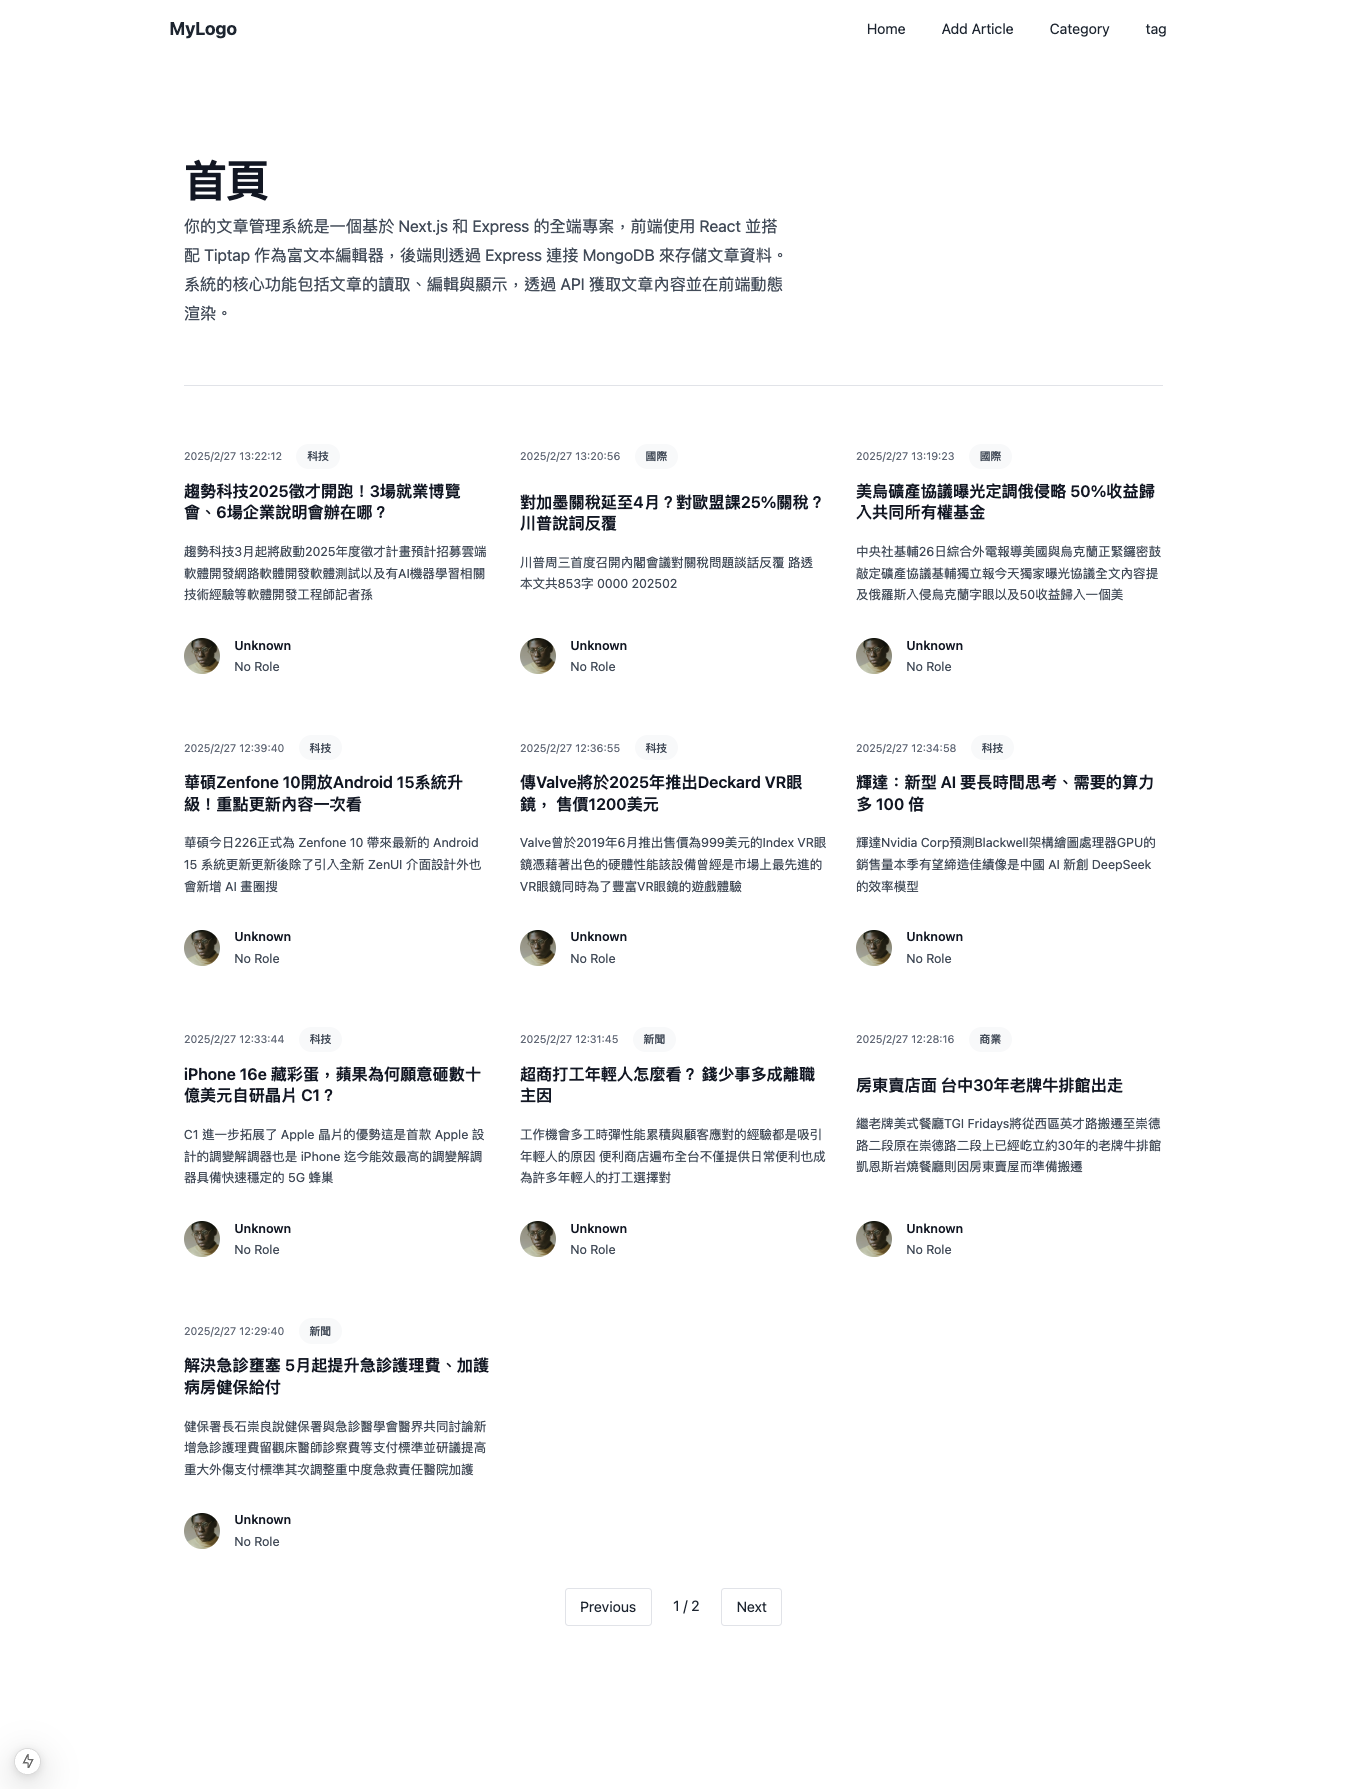 MyLogo
Home
Add Article
Category
tag
首頁
你的文章管理系統是一個基於 Next.js 和 Express 的全端專案，前端使用 React 並搭
配 Tiptap 作為富文本編輯器，後端則透過 Express 連接 MongoDB 來存儲文章資料。
系統的核心功能包括文章的讀取、編輯與顯示，透過 API 獲取文章內容並在前端動態
渲染。
2025/2/27 13:22:12 科技
趨勢科技2025徵才開跑！3場就業博覽
會、6場企業說明會辦在哪？
趨勢科技3月起將啟動2025年度徵才計畫預計招募雲端
軟體開發網路軟體開發軟體測試以及有AI機器學習相關
技術經驗等軟體開發工程師記者孫
Unknown
No Role
2025/2/27 13:20:56 國際
對加墨關稅延至4月？對歐盟課25%關稅？
川普說詞反覆
川普周三首度召開內閣會議對關稅問題談話反覆 路透
本文共853字 0000 202502
Unknown
No Role
2025/2/27 13:19:23 國際
美烏礦產協議曝光定調俄侵略 50%收益歸
入共同所有權基金
中央社基輔26日綜合外電報導美國與烏克蘭正緊鑼密鼓
敲定礦產協議基輔獨立報今天獨家曝光協議全文內容提
及俄羅斯入侵烏克蘭字眼以及50收益歸入一個美
Unknown
No Role
2025/2/27 12:39:40 科技
華碩Zenfone 10開放Android 15系統升
級！重點更新內容一次看
華碩今日226正式為 Zenfone 10 帶來最新的 Android
15 系統更新更新後除了引入全新 ZenUI 介面設計外也
會新增 AI 畫圈搜
Unknown
No Role
2025/2/27 12:36:55 科技
傳Valve將於2025年推出Deckard VR眼
鏡， 售價1200美元
Valve曾於2019年6月推出售價為999美元的Index VR眼
鏡憑藉著出色的硬體性能該設備曾經是市場上最先進的
VR眼鏡同時為了豐富VR眼鏡的遊戲體驗
Unknown
No Role
2025/2/27 12:34:58 科技
輝達：新型 AI 要長時間思考、需要的算力
多 100 倍
輝達Nvidia Corp預測Blackwell架構繪圖處理器GPU的
銷售量本季有望締造佳績像是中國 AI 新創 DeepSeek
的效率模型
Unknown
No Role
2025/2/27 12:33:44 科技
iPhone 16e 藏彩蛋，蘋果為何願意砸數十
億美元自研晶片 C1？
C1 進一步拓展了 Apple 晶片的優勢這是首款 Apple 設
計的調變解調器也是 iPhone 迄今能效最高的調變解調
器具備快速穩定的 5G 蜂巢
Unknown
No Role
2025/2/27 12:31:45 新聞
超商打工年輕人怎麼看？ 錢少事多成離職
主因
工作機會多工時彈性能累積與顧客應對的經驗都是吸引
年輕人的原因 便利商店遍布全台不僅提供日常便利也成
為許多年輕人的打工選擇對
Unknown
No Role
2025/2/27 12:28:16 商業
房東賣店面 台中30年老牌牛排館出走
繼老牌美式餐廳TGI Fridays將從西區英才路搬遷至崇德
路二段原在崇德路二段上已經屹立約30年的老牌牛排館
凱恩斯岩燒餐廳則因房東賣屋而準備搬遷
Unknown
No Role
2025/2/27 12:29:40 新聞
解決急診壅塞 5月起提升急診護理費、加護
病房健保給付
健保署長石崇良說健保署與急診醫學會醫界共同討論新
增急診護理費留觀床醫師診察費等支付標準並研議提高
重大外傷支付標準其次調整重中度急救責任醫院加護
Unknown
No Role
Previous
1 / 2
Next